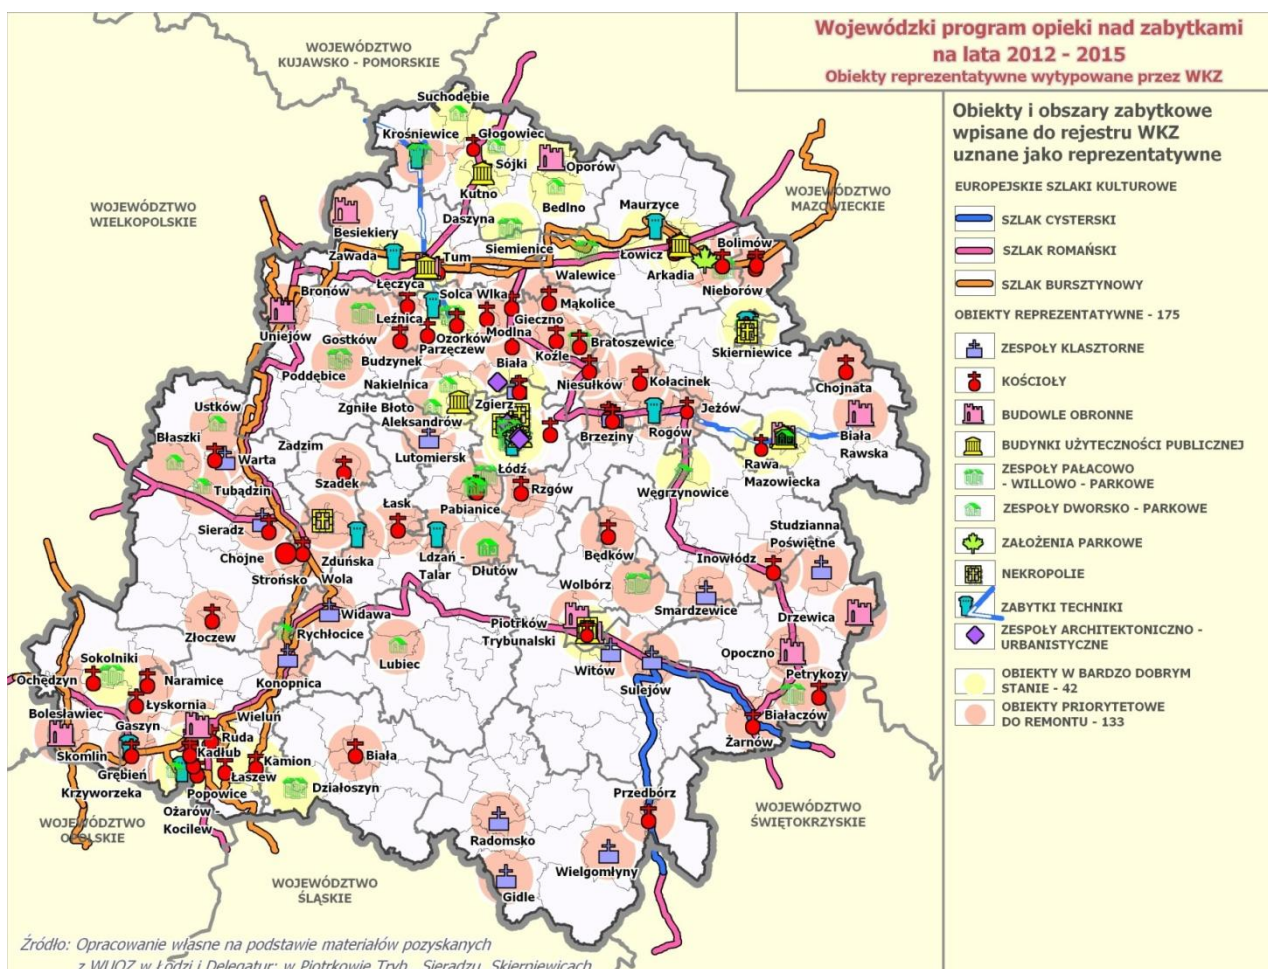 Wojewódzki program opieki nad zabytkami
na lata 2012 - 2015
Obiekty reprezentatywne wytypowane przez WKZ
Obiekty i obszary zabytkowe
wpisane do rejestru WKZ
uznane jako reprezentatywne
EUROPEJSKIE SZLAKI KULTUROWE
SZLAK CYSTERSKI
SZLAK ROMAŃSKI
SZLAK BURSZTYNOWY
OBIEKTY REPREZENTATYWNE - 175
ZESPOŁY KLASZTORNE
KOŚCIOŁY
BUDOWLE OBRONNE
BUDYNKI UŻYTECZNOŚCI PUBLICZNEJ
ZESPOŁY PAŁACOWO
- WILLOWO - PARKOWE
ZESPOŁY DWORSKO - PARKOWE
ZAŁOŻENIA PARKOWE
NEKROPOLIE
ZABYTKI TECHNIKI
ZESPOŁY ARCHITEKTONICZNO -
URBANISTYCZNE
OBIEKTY W BARDZO DOBRYM
STANIE - 42
OBIEKTY PRIORYTETOWE
DO REMONTU - 133
WOJEWÓDZTWO
KUJAWSKO - POMORSKIE
WOJEWÓDZTWO
WIELKOPOLSKIE
WOJEWÓDZTWO
MAZOWIECKIE
Suchodębie
Krośniewice
Głogowiec
Sójki
Oporów
Kutno
Bedlno
Maurzyce
Besiekiery
Daszyna
Siemienice
Bolimów
Zawada
Tum
Łowicz
Walewice
Arkadia
Nieborów
Łęczyca
Bronów
Solca Wlka
Mąkolice
Leźnica
Gieczno
Uniejów
Gostków
Ozorków
Modlna
Bratoszewice
Skierniewice
Budzynek
Parzęczew
Koźle
Poddębice
Biała
Nakielnica
Niesułków
Kołacinek
Chojnata
Zgniłe Błoto
Zgierz
Ustków
Aleksandrów
Jeżów
Błaszki
Zadzim
Lutomiersk
Brzeziny
Rogów
Biała
Rawska
Warta
Rawa
Mazowiecka
Szadek
Łódź
Tubądzin
Rzgów
Węgrzynowice
Pabianice
Łask
Sieradz
Studzianna
Poświętne
Chojne
Zduńska
Wola
Ldzań -
Talar
Dłutów
Będków
Inowłódz
Strońsko
Wolbórz
Smardzewice
Widawa
Drzewica
Złoczew
Rychłocice
Piotrków
Trybunalski
Lubiec
Witów
Opoczno
Sokolniki
Petrykozy
Ochędzyn
Naramice
Konopnica
Sulejów
Łyskornia
Bolesławiec
Wieluń
Białaczów
Gaszyn
Ruda
Żarnów
Skomlin
Kadłub
Kamion
Biała
Grębień
Łaszew
Krzyworzeka
Popowice
Działoszyn
Przedbórz
Ożarów -
Kocilew
WOJEWÓDZTWO
OPOLSKIE
WOJEWÓDZTWO
ŚWIĘTOKRZYSKIE
Radomsko
Wielgomłyny
WOJEWÓDZTWO
ŚLĄSKIE
Gidle
Źródło: Opracowanie własne na podstawie materiałów pozyskanych
z WUOZ w Łodzi i Delegatur: w Piotrkowie Tryb., Sieradzu, Skierniewicach